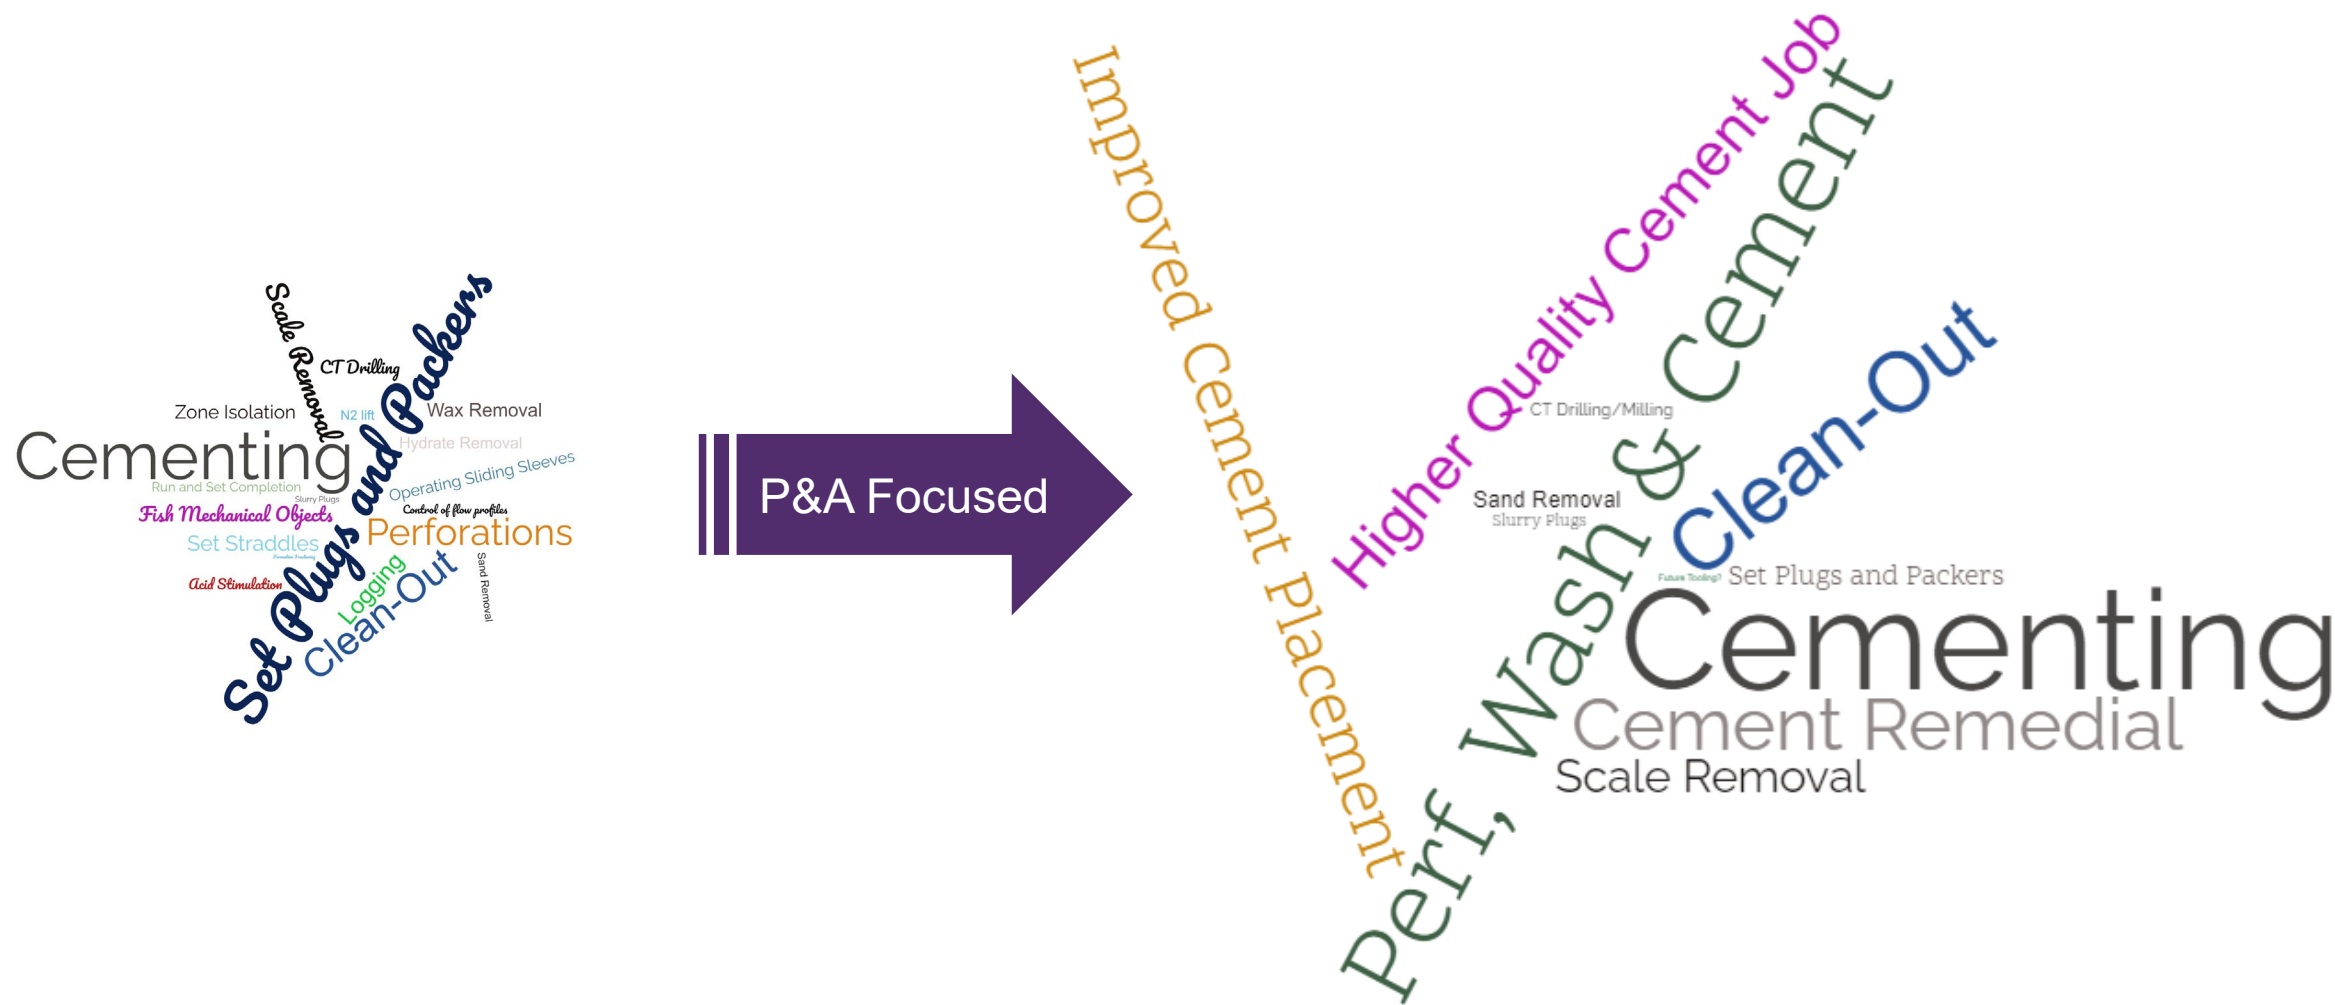 Scale Removal
Set Plugs and Packers
CT Drilling
Zone Isolation
N2 lift
Wax Removal
Cementing
Hydrate Removal
Operating Sliding Sleeves
Run and Set Completion
Slurry Plugs
Fish Mechanical Objects
Control of flow profiles
Perforations
Set Straddles
Formation Fracturing
Acid Stimulation
Logging
Clean-Out
Sand Removal
P&A Focused
Improved Cement Placement
Higher Quality Cement Job
Perf, Wash & Cement
Clean-Out
CT Drilling/Milling
Sand Removal
Slurry Plugs
Future Tooling?
Set Plugs and Packers
Cementing
Cement Remedial
Scale Removal